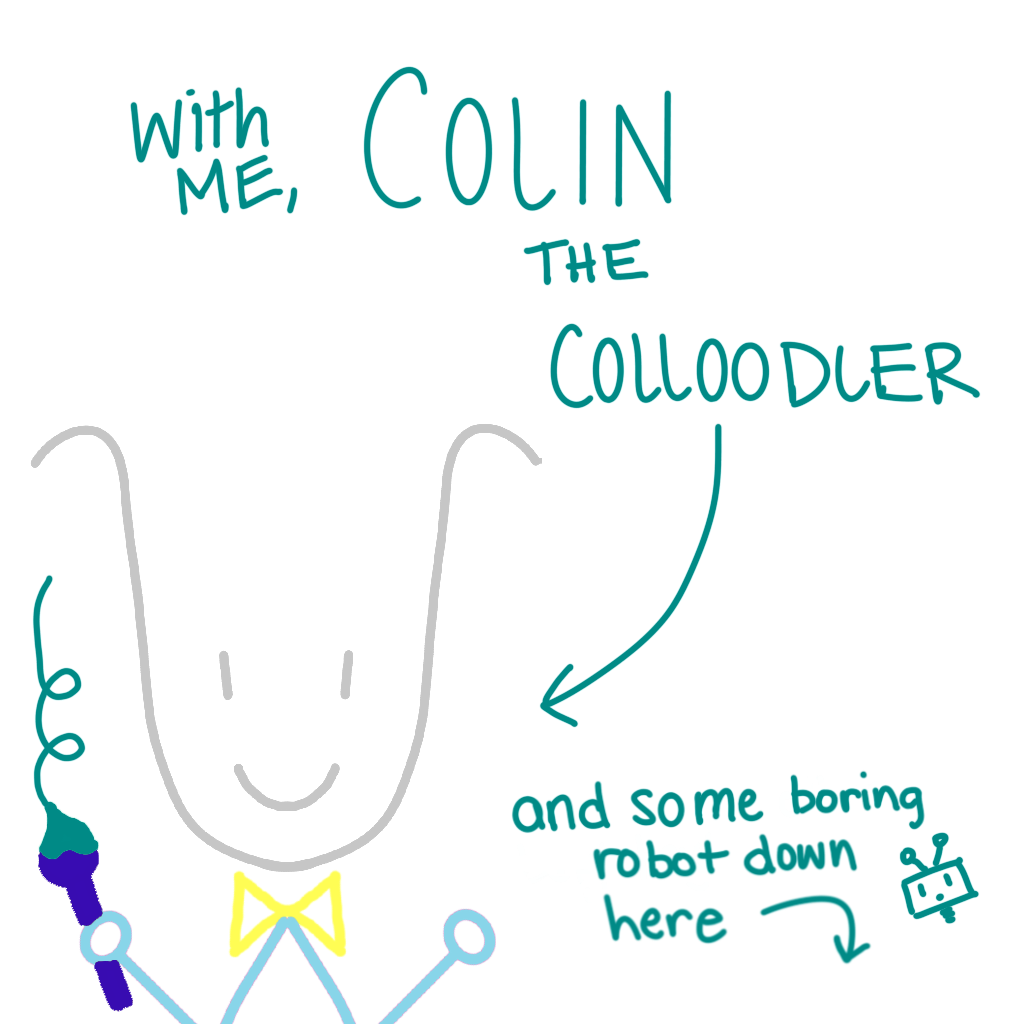 With
ME, COLIN
THE
COLLOODLER
and some boring
robot down
here